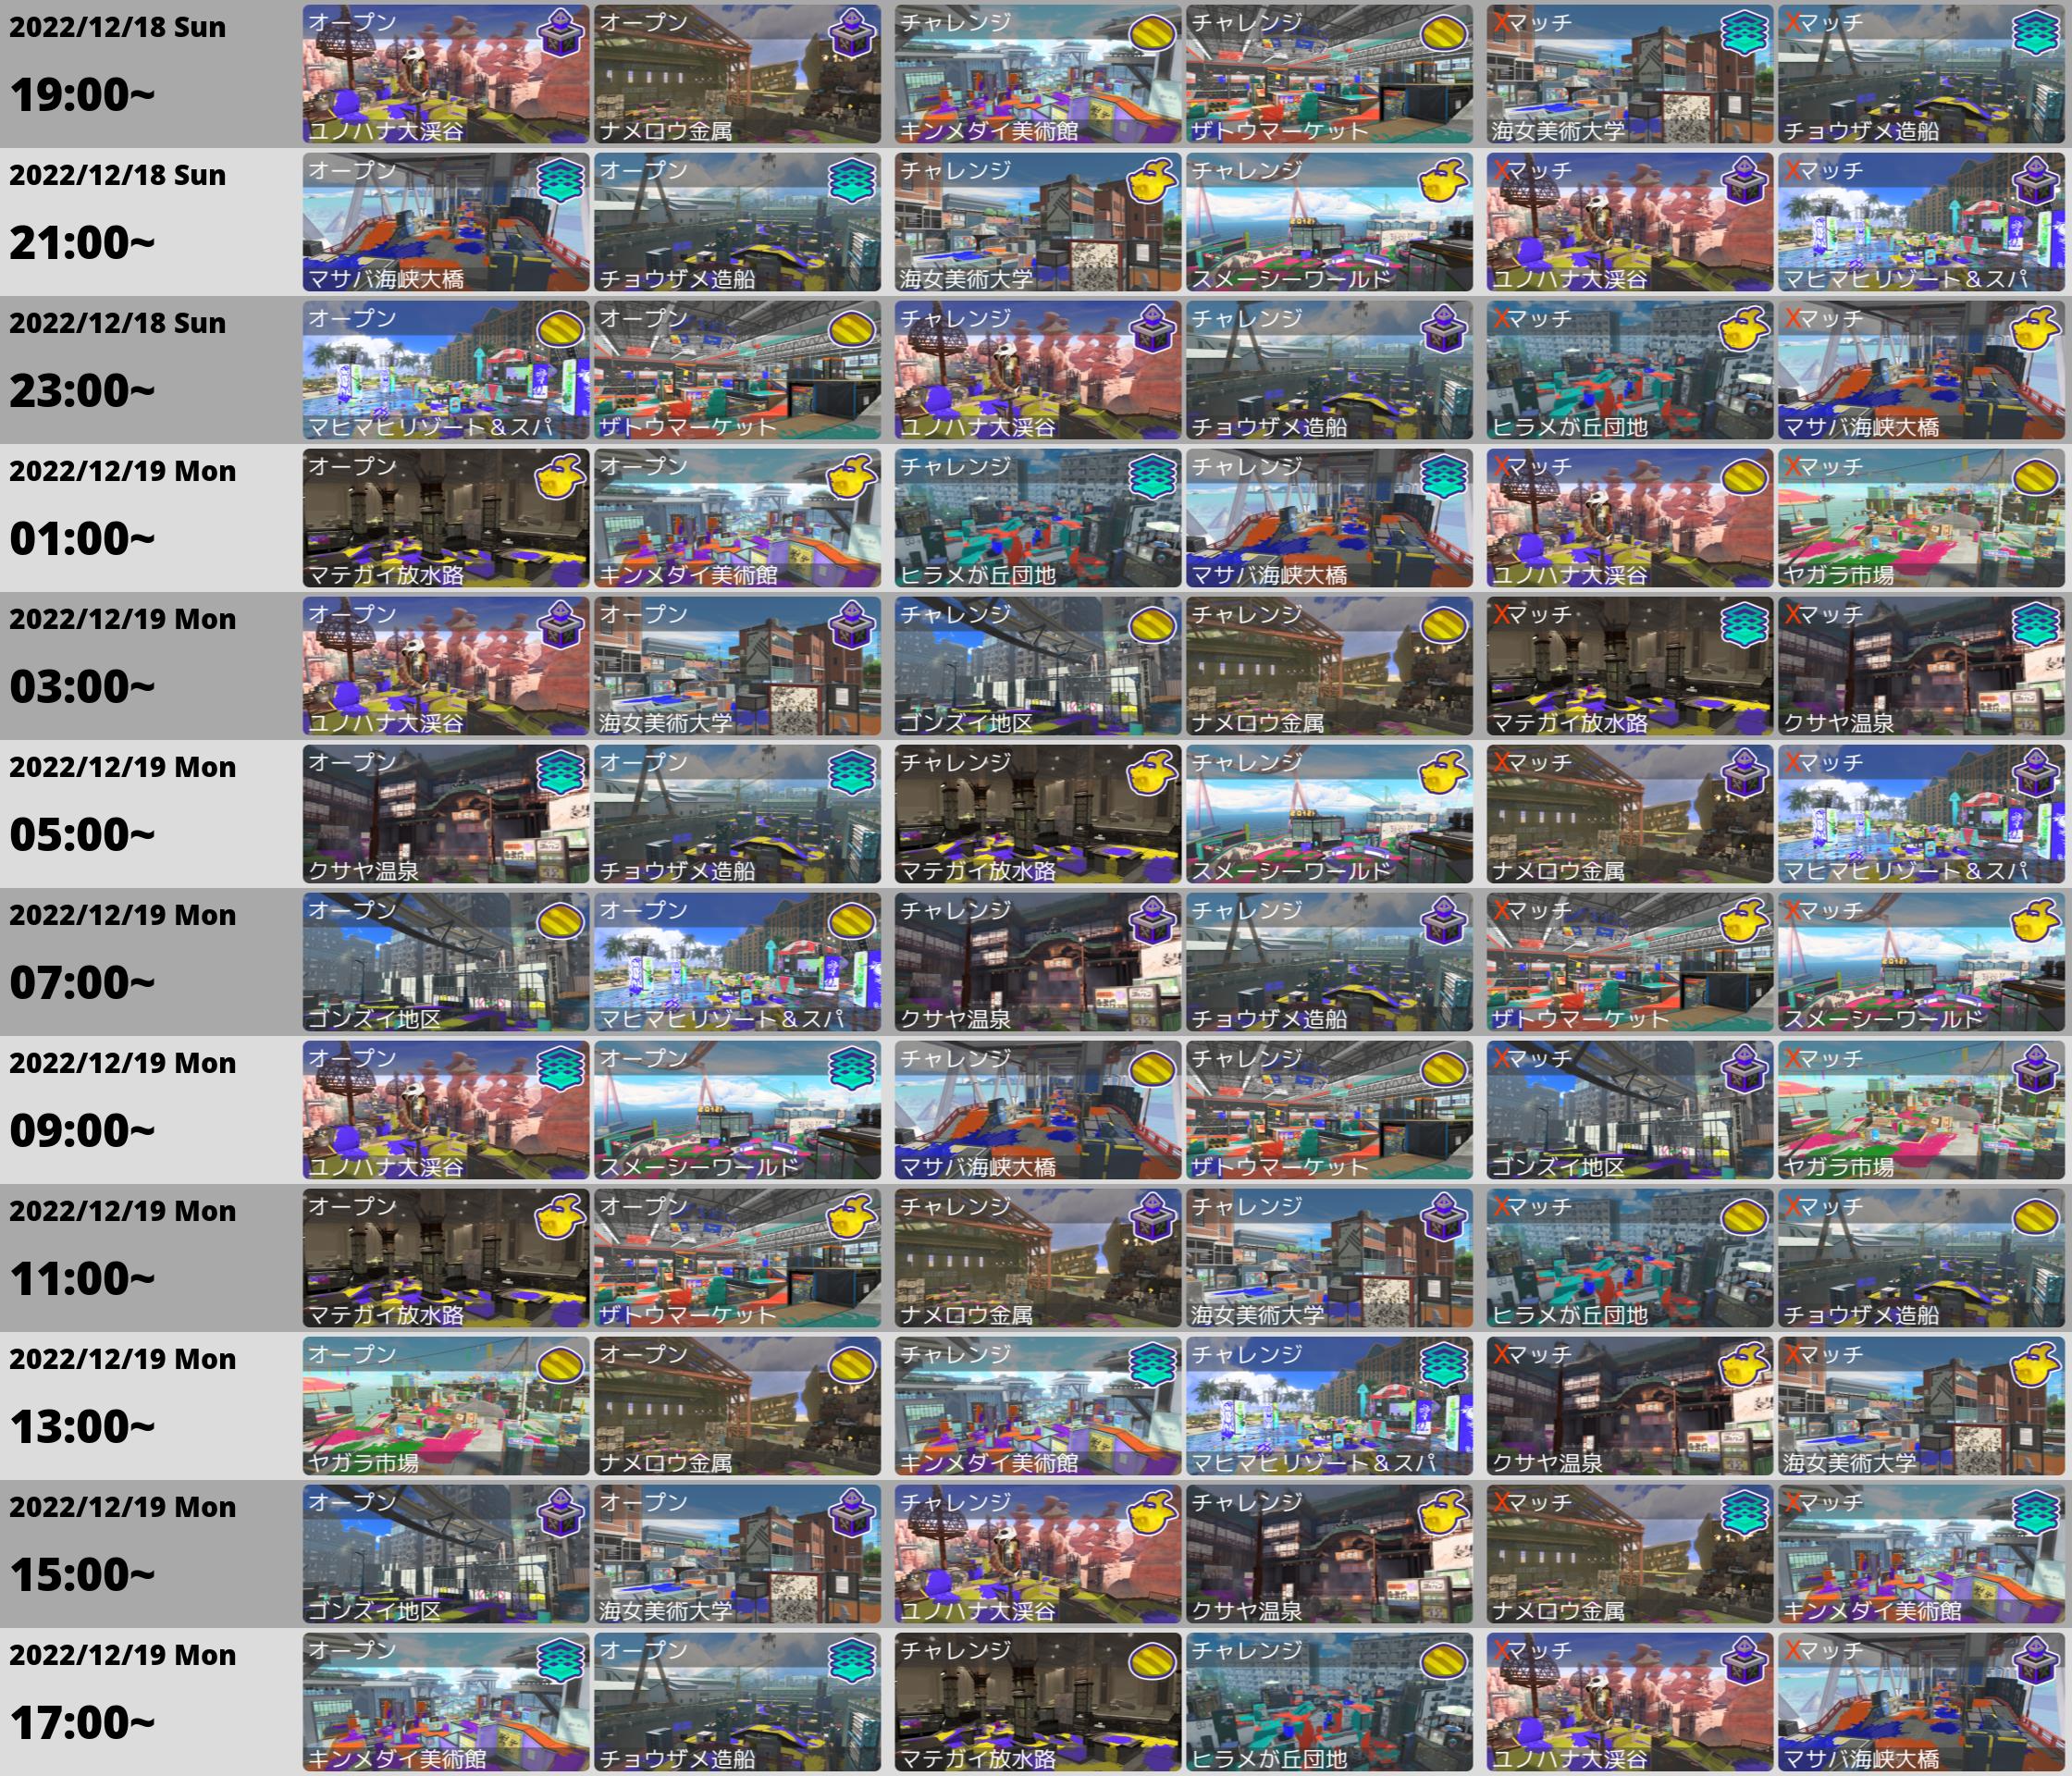 2022/12/18 Sun
19:00~
オープン オープン チャレンジ チャレンジ Xマッチ Xマッチ
ユノハナ大渓谷 ナメロウ金属 キンメダイ美術館 ザトウマーケット 海女美術大学 チョウザメ造船
2022/12/18 Sun
21:00~
オープン オープン チャレンジ チャレンジ Xマッチ Xマッチ
マサバ海峡大橋 チョウザメ造船 海女美術大学 スメーシーワールド ユノハナ大渓谷 マヒマヒリゾート＆スパ
2022/12/18 Sun
23:00~
オープン オープン チャレンジ チャレンジ Xマッチ Xマッチ
マヒマヒリゾート＆スパ ザトウマーケット ユノハナ大渓谷 チョウザメ造船 ヒラメが丘団地 マサバ海峡大橋
2022/12/19 Mon
01:00~
オープン オープン チャレンジ チャレンジ Xマッチ Xマッチ
マテガイ放水路 キンメダイ美術館 ヒラメが丘団地 マサバ海峡大橋 ユノハナ大渓谷 ヤガラ市場
2022/12/19 Mon
03:00~
オープン オープン チャレンジ チャレンジ Xマッチ Xマッチ
ユノハナ大渓谷 海女美術大学 ゴンズイ地区 ナメロウ金属 マテガイ放水路 クサヤ温泉
2022/12/19 Mon
05:00~
オープン オープン チャレンジ チャレンジ Xマッチ Xマッチ
クサヤ温泉 チョウザメ造船 マテガイ放水路 スメーシーワールド ナメロウ金属 マヒマヒリゾート＆スパ
2022/12/19 Mon
07:00~
オープン オープン チャレンジ チャレンジ Xマッチ Xマッチ
ゴンズイ地区 マヒマヒリゾート＆スパ クサヤ温泉 チョウザメ造船 ザトウマーケット スメーシーワールド
2022/12/19 Mon
09:00~
オープン オープン チャレンジ チャレンジ Xマッチ Xマッチ
ユノハナ大渓谷 スメーシーワールド マサバ海峡大橋 ザトウマーケット ゴンズイ地区 ヤガラ市場
2022/12/19 Mon
11:00~
オープン オープン チャレンジ チャレンジ Xマッチ Xマッチ
マテガイ放水路 ザトウマーケット ナメロウ金属 海女美術大学 ヒラメが丘団地 チョウザメ造船
2022/12/19 Mon
13:00~
オープン オープン チャレンジ チャレンジ Xマッチ Xマッチ
ヤガラ市場 ナメロウ金属 キンメダイ美術館 マヒマヒリゾート＆スパ クサヤ温泉 海女美術大学
2022/12/19 Mon
15:00~
オープン オープン チャレンジ チャレンジ Xマッチ Xマッチ
ゴンズイ地区 海女美術大学 ユノハナ大渓谷 クサヤ温泉 ナメロウ金属 キンメダイ美術館
2022/12/19 Mon
17:00~
オープン オープン チャレンジ チャレンジ Xマッチ Xマッチ
キンメダイ美術館 チョウザメ造船 マテガイ放水路 ヒラメが丘団地 ユノハナ大渓谷 マサバ海峡大橋